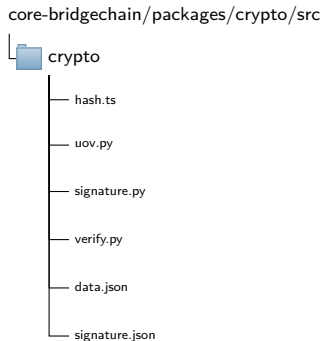 core-bridgechain/packages/crypto/src
crypto
hash.ts
uov.py
signature.py
verify.py
data.json
signature.json